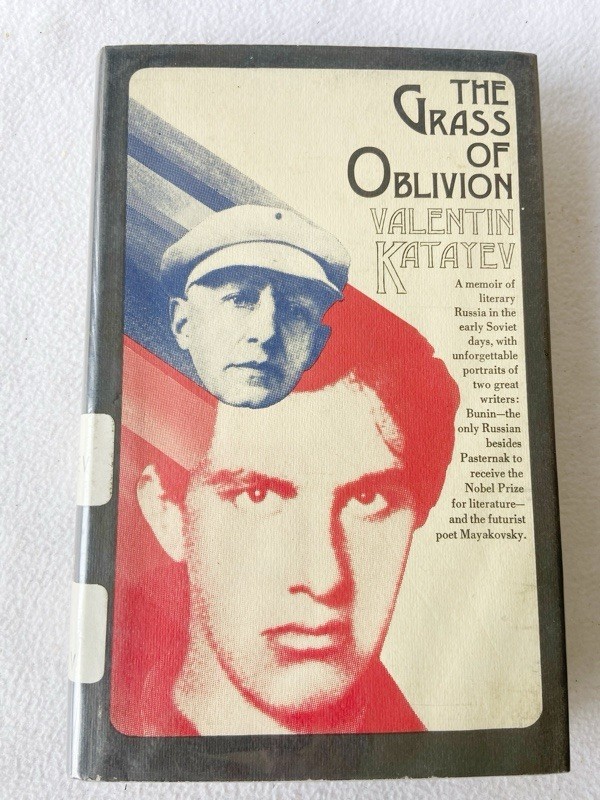 THE
GRASS
OF
OBLIVION
VALENTIN
KATAYEV
A memoir of
literary
Russia in the
early Soviet
days, with
unforgettable
portraits of
two great
writers:
Bunin—the
only Russian
besides
Pasternak to
receive the
Nobel Prize
for literature—
and the futurist
poet Mayakovsky.